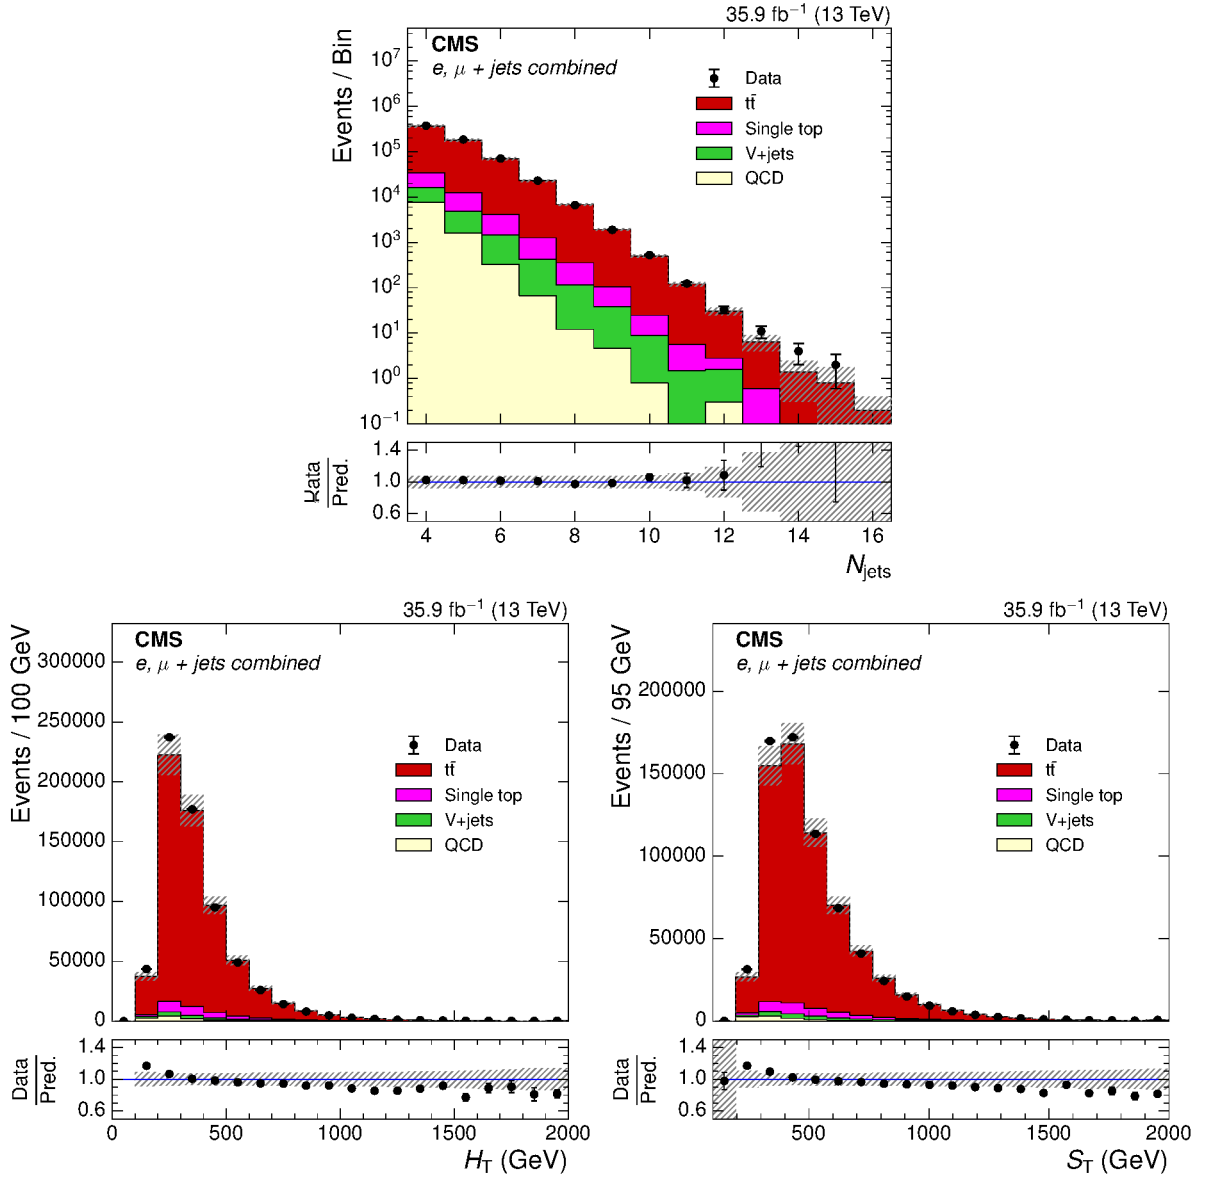 35.9 fb⁻¹ (13 TeV)
CMS
e, μ + jets combined
Events / Bin
10⁷
10⁶
10⁵
10⁴
10³
10²
10¹
10⁰
10⁻¹
Data
tt̄
Single top
V+jets
QCD
1.4
1.0
0.6
Pred.
4 6 8 10 12 14 16
N_jets
35.9 fb⁻¹ (13 TeV)
CMS
e, μ + jets combined
Events / 100 GeV
300000
250000
200000
150000
100000
50000
0
Data
tt̄
Single top
V+jets
QCD
Data
Pred.
1.4
1.0
0.6
0 500 1000 1500 2000
H_T (GeV)
35.9 fb⁻¹ (13 TeV)
CMS
e, μ + jets combined
Events / 95 GeV
200000
150000
100000
50000
0
Data
tt̄
Single top
V+jets
QCD
Data
Pred.
1.4
1.0
0.6
500 1000 1500 2000
S_T (GeV)